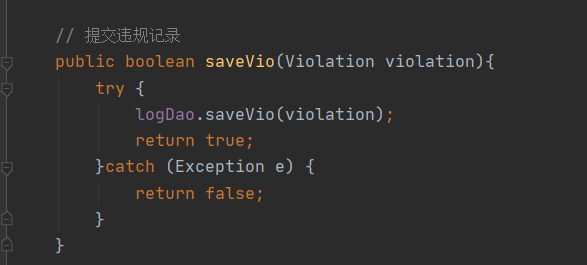 // 提交违规记录
public boolean saveVio(Violation violation){
try {
logDao.saveVio(violation);
return true;
}catch (Exception e) {
return false;
}
}